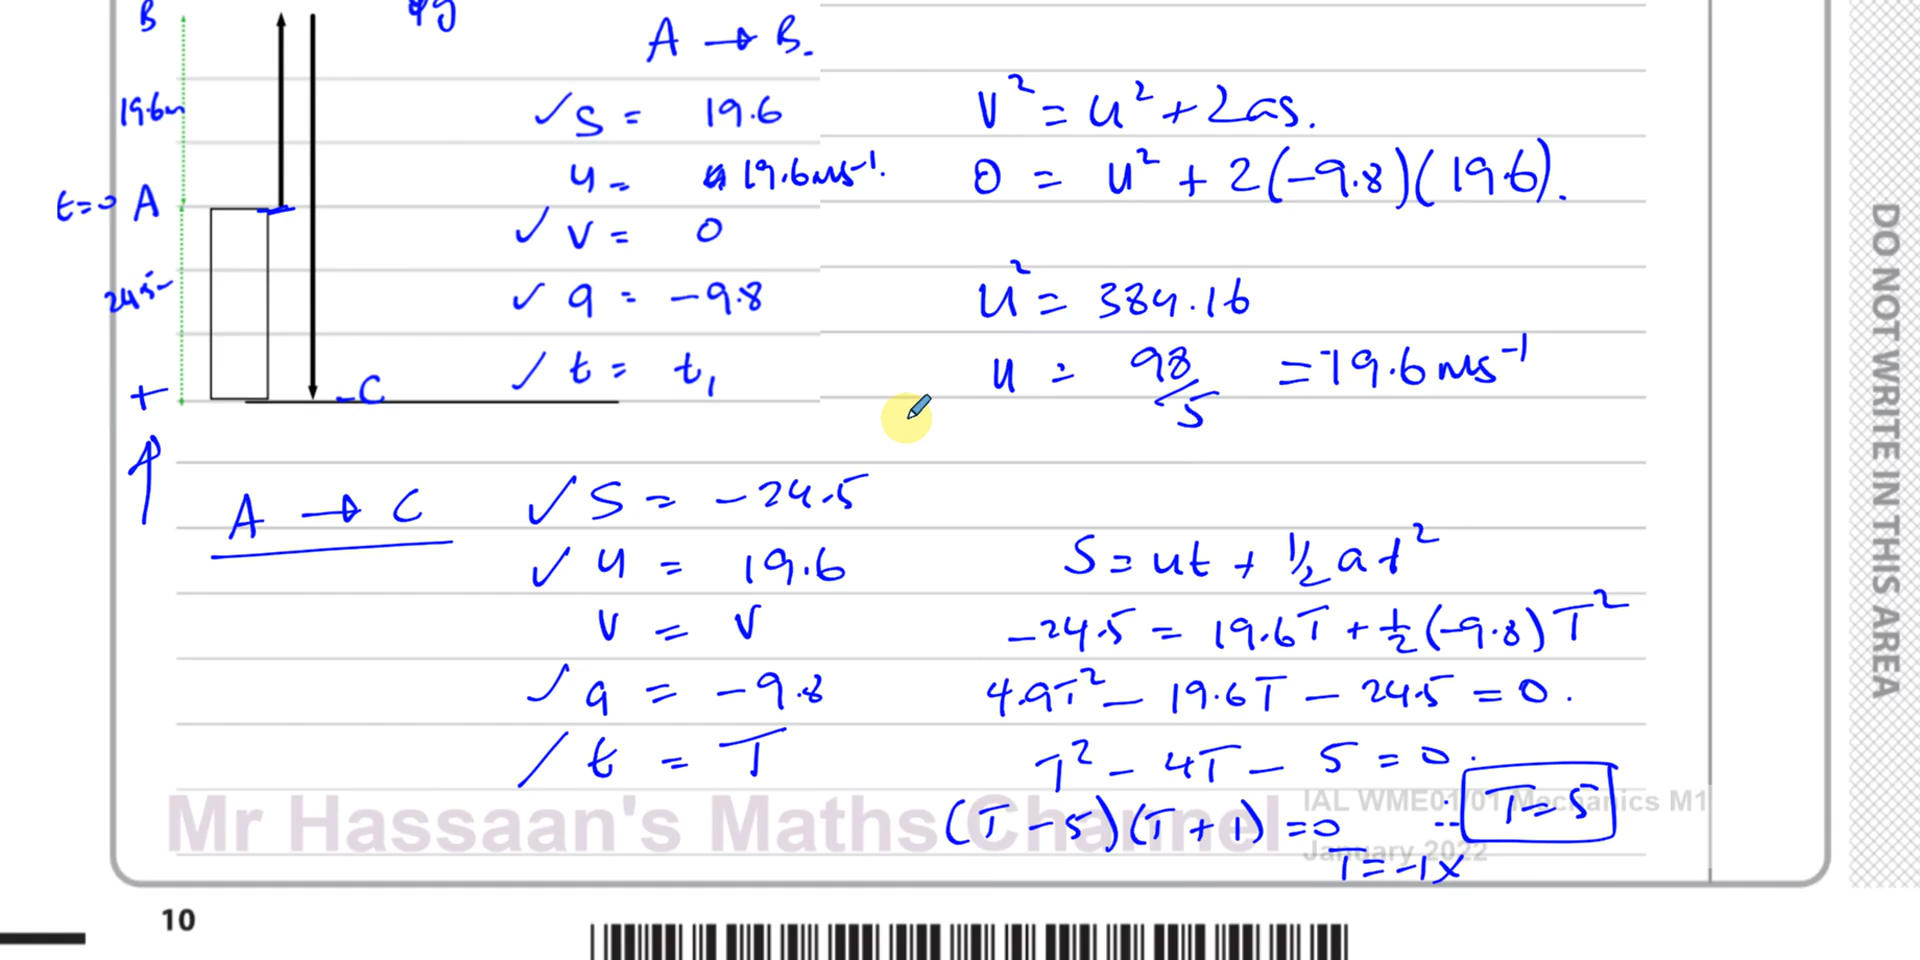 B
4g
A → B.
19.6m
✓ s = 19.6
u = 19.6ms⁻¹.
t=0 A
✓ v = 0
24.5
✓ a = -9.8
✓ t = t₁
C
+
v² = u² + 2as.
0 = u² + 2(-9.8)(19.6).
u² = 384.16
u = 98/5 = 19.6 ms⁻¹
A → C
✓ s = -24.5
✓ u = 19.6
v = v
✓ a = -9.8
/ t = T
s = ut + ½at²
-24.5 = 19.6T + ½(-9.8)T²
4.9T² - 19.6T - 24.5 = 0.
T² - 4T - 5 = 0.
(T - 5)(T + 1) = 0 ∴ T = 5
T = -1 ×
Mr Hassaan's Maths Channel
IAL WME01/01 Mechanics M1
January 2022
10
DO NOT WRITE IN THIS AREA